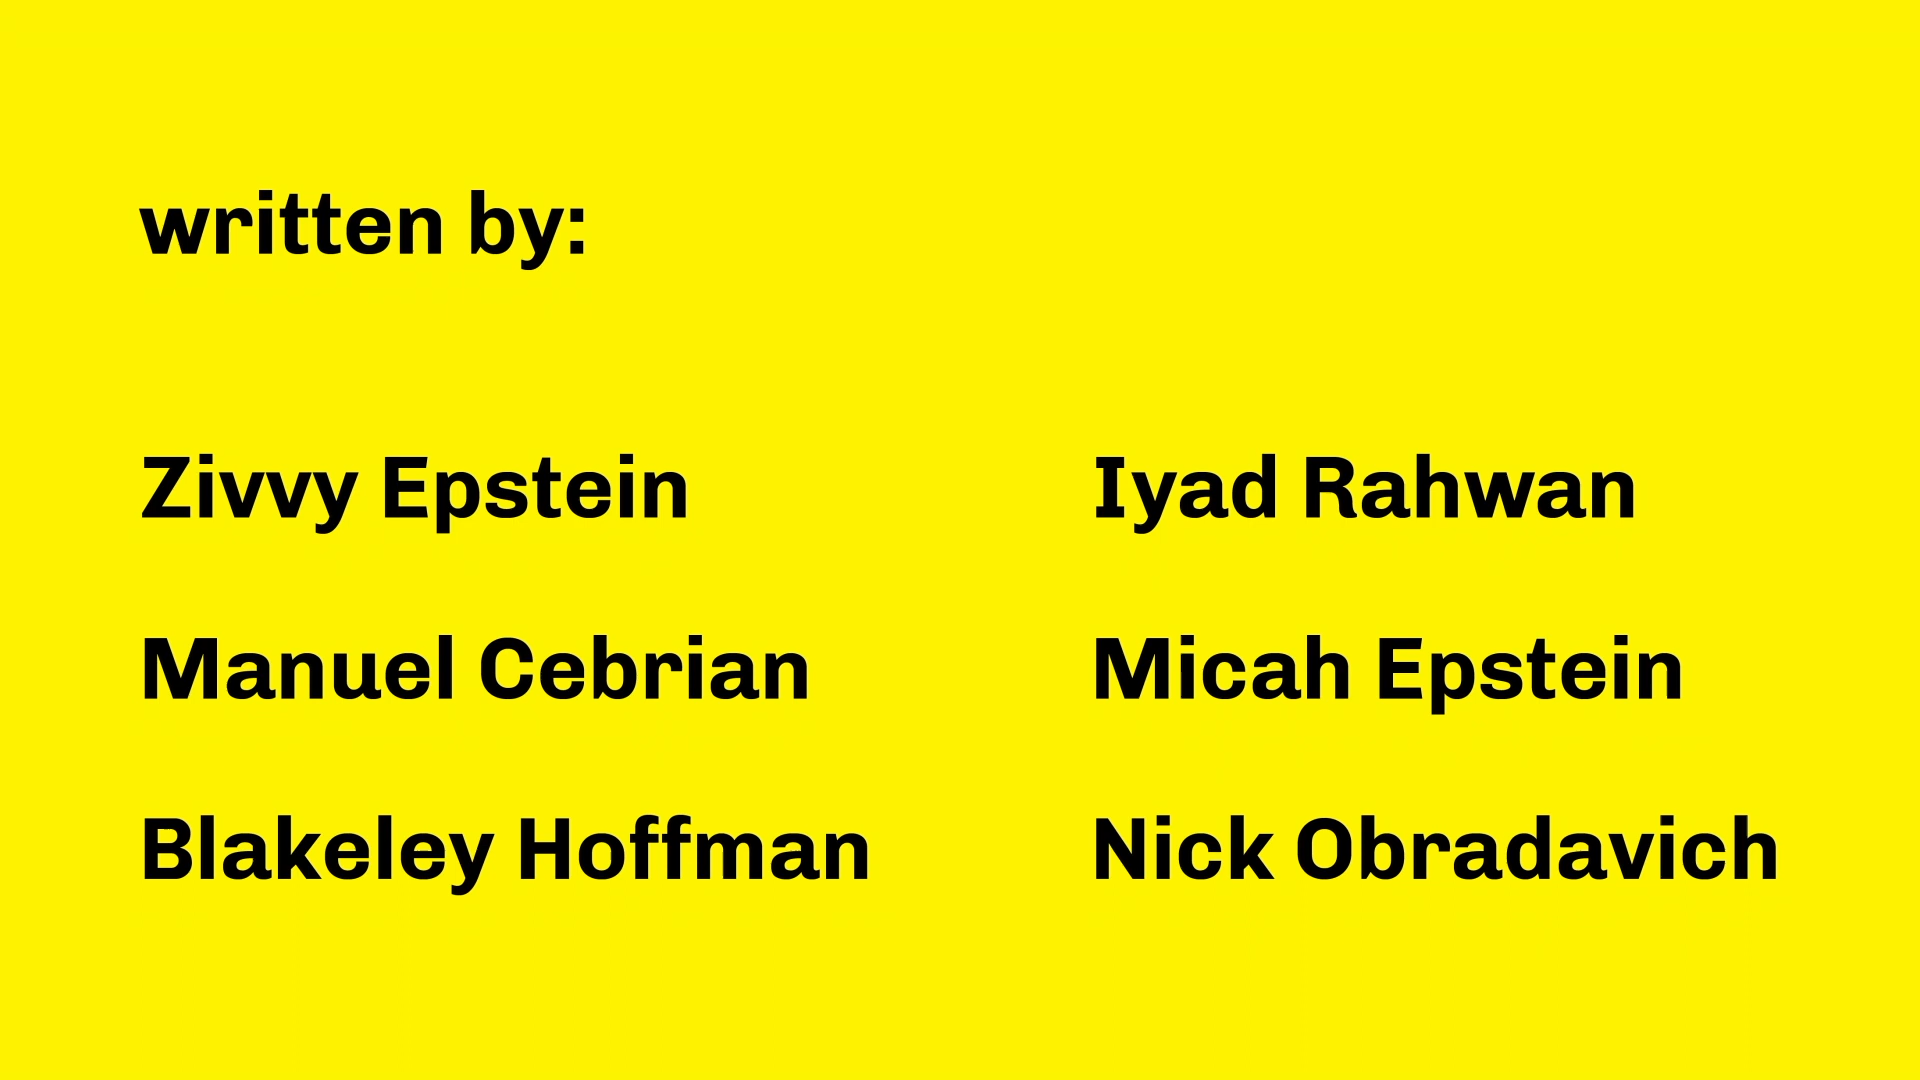 written by:
Zivvy Epstein
Manuel Cebrian
Blakeley Hoffman
Iyad Rahwan
Micah Epstein
Nick Obradavich